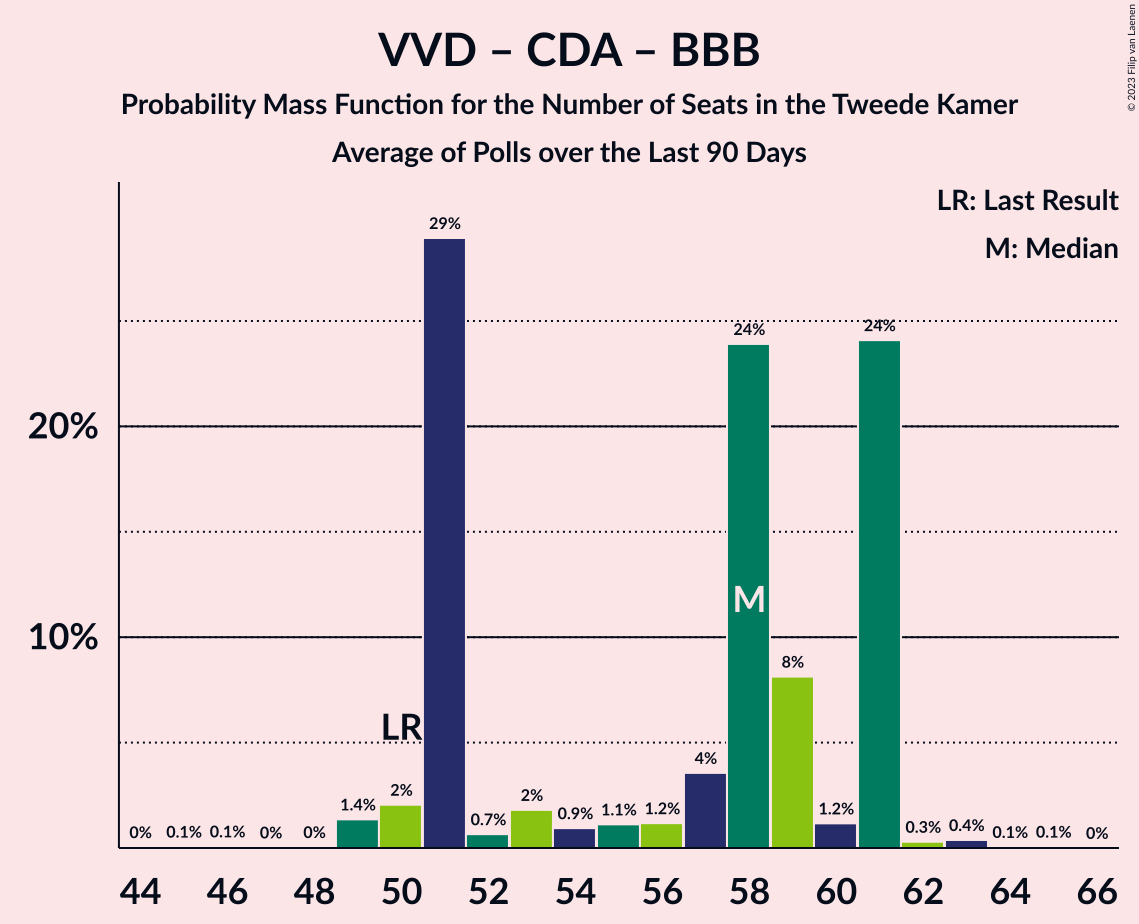 VVD – CDA – BBB
Probability Mass Function for the Number of Seats in the Tweede Kamer
Average of Polls over the Last 90 Days
© 2023 Filip van Laenen
LR: Last Result
M: Median
20%
10%
0%
0.1%
0.1%
0%
0%
1.4%
2%
29%
0.7%
2%
0.9%
1.1%
1.2%
4%
24%
8%
1.2%
24%
0.3%
0.4%
0.1%
0.1%
0%
LR
M
44 46 48 50 52 54 56 58 60 62 64 66